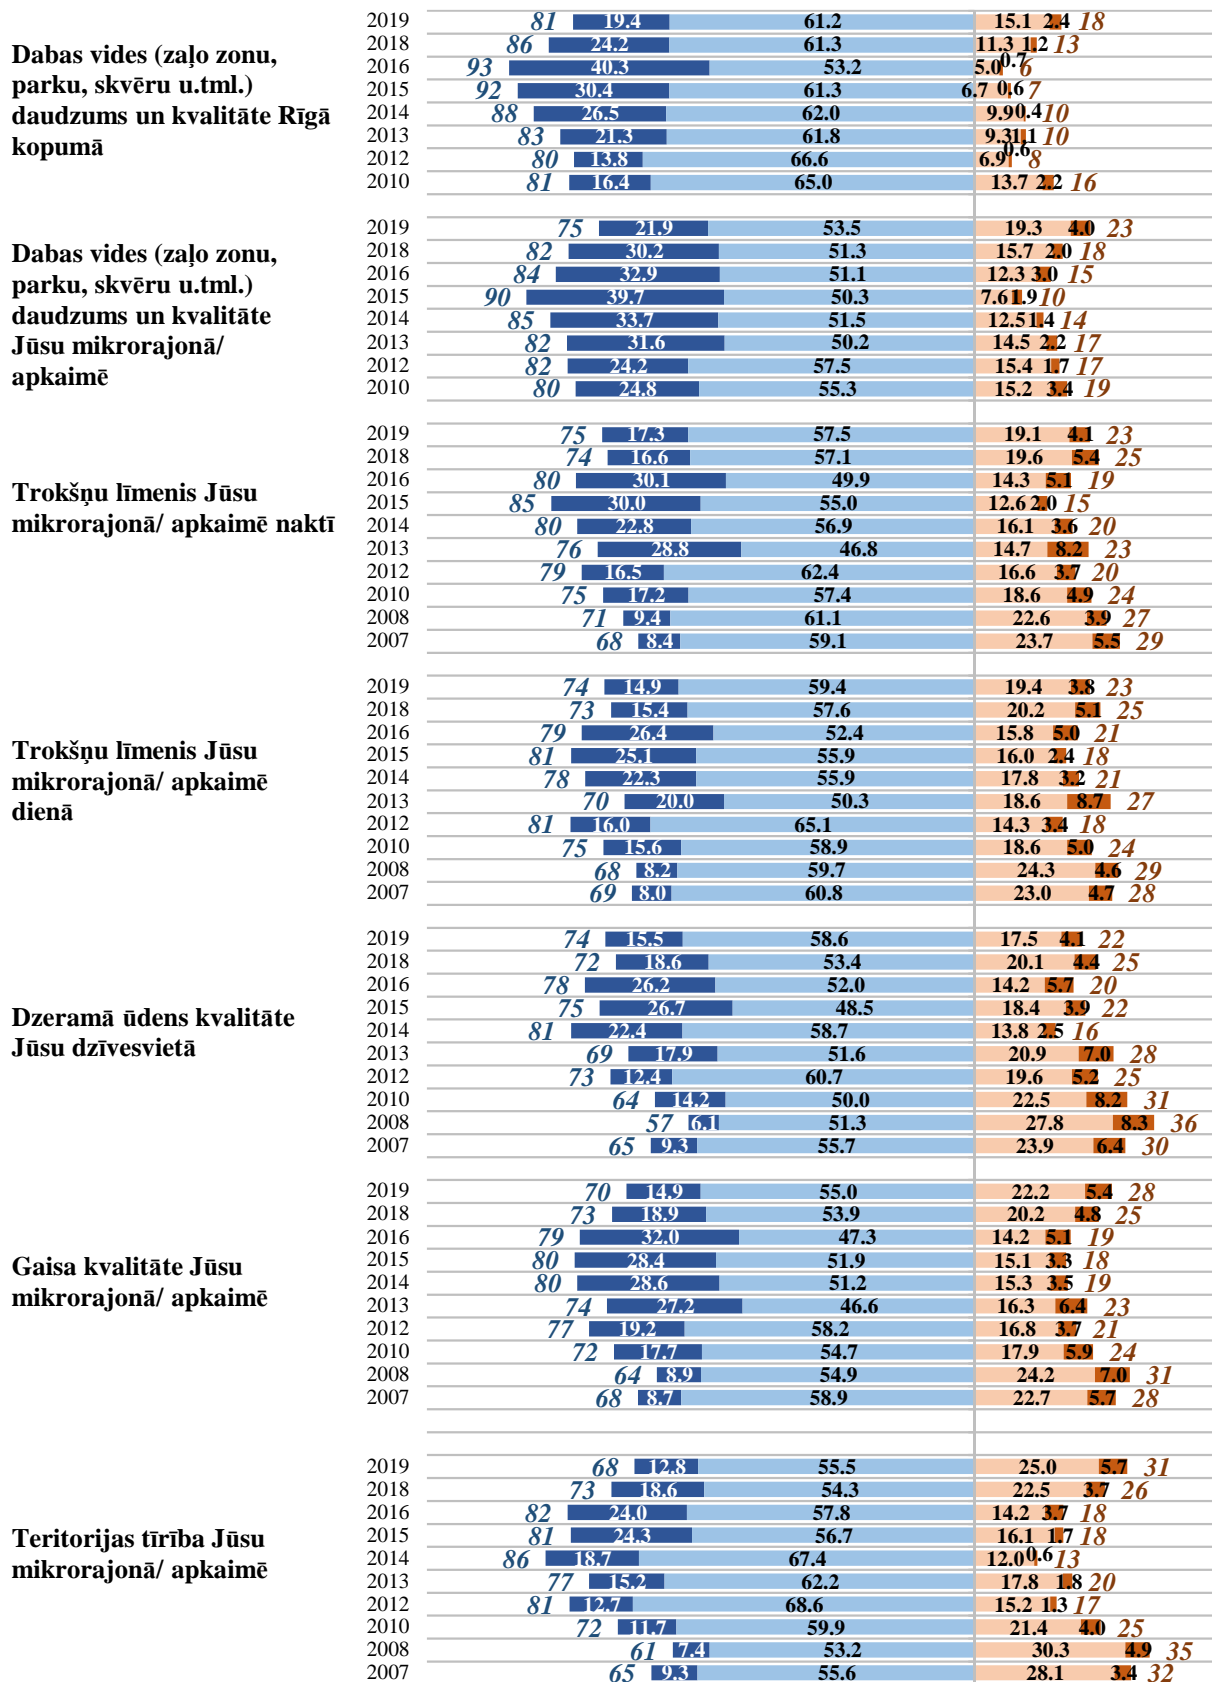 Dabas vides (zaļo zonu,
parku, skvēru u.tml.)
daudzums un kvalitāte Rīgā
kopumā
2019 81 19.4 61.2 15.1 2.4 18
2018 86 24.2 61.3 11.3 1.2 13
2016 93 40.3 53.2 5.0 0.7 6
2015 92 30.4 61.3 6.7 0.6 7
2014 88 26.5 62.0 9.9 0.4 10
2013 83 21.3 61.8 9.3 1.1 10
2012 80 13.8 66.6 6.9 0.6 8
2010 81 16.4 65.0 13.7 2.2 16
Dabas vides (zaļo zonu,
parku, skvēru u.tml.)
daudzums un kvalitāte
Jūsu mikrorajonā/
apkaimē
2019 75 21.9 53.5 19.3 4.0 23
2018 82 30.2 51.3 15.7 2.0 18
2016 84 32.9 51.1 12.3 3.0 15
2015 90 39.7 50.3 7.6 1.9 10
2014 85 33.7 51.5 12.5 1.4 14
2013 82 31.6 50.2 14.5 2.2 17
2012 82 24.2 57.5 15.4 1.7 17
2010 80 24.8 55.3 15.2 3.4 19
Trokšņu līmenis Jūsu
mikrorajonā/ apkaimē naktī
2019 75 17.3 57.5 19.1 4.1 23
2018 74 16.6 57.1 19.6 5.4 25
2016 80 30.1 49.9 14.3 5.1 19
2015 85 30.0 55.0 12.6 2.0 15
2014 80 22.8 56.9 16.1 3.6 20
2013 76 28.8 46.8 14.7 8.2 23
2012 79 16.5 62.4 16.6 3.7 20
2010 75 17.2 57.4 18.6 4.9 24
2008 71 9.4 61.1 22.6 3.9 27
2007 68 8.4 59.1 23.7 5.5 29
Trokšņu līmenis Jūsu
mikrorajonā/ apkaimē
dienā
2019 74 14.9 59.4 19.4 3.8 23
2018 73 15.4 57.6 20.2 5.1 25
2016 79 26.4 52.4 15.8 5.0 21
2015 81 25.1 55.9 16.0 2.4 18
2014 78 22.3 55.9 17.8 3.2 21
2013 70 20.0 50.3 18.6 8.7 27
2012 81 16.0 65.1 14.3 3.4 18
2010 75 15.6 58.9 18.6 5.0 24
2008 68 8.2 59.7 24.3 4.6 29
2007 69 8.0 60.8 23.0 4.7 28
Dzeramā ūdens kvalitāte
Jūsu dzīvesvietā
2019 74 15.5 58.6 17.5 4.1 22
2018 72 18.6 53.4 20.1 4.4 25
2016 78 26.2 52.0 14.2 5.7 20
2015 75 26.7 48.5 18.4 3.9 22
2014 81 22.4 58.7 13.8 2.5 16
2013 69 17.9 51.6 20.9 7.0 28
2012 73 12.4 60.7 19.6 5.2 25
2010 64 14.2 50.0 22.5 8.2 31
2008 57 6.1 51.3 27.8 8.3 36
2007 65 9.3 55.7 23.9 6.4 30
Gaisa kvalitāte Jūsu
mikrorajonā/ apkaimē
2019 70 14.9 55.0 22.2 5.4 28
2018 73 18.9 53.9 20.2 4.8 25
2016 79 32.0 47.3 14.2 5.1 19
2015 80 28.4 51.9 15.1 3.3 18
2014 80 28.6 51.2 15.3 3.5 19
2013 74 27.2 46.6 16.3 6.4 23
2012 77 19.2 58.2 16.8 3.7 21
2010 72 17.7 54.7 17.9 5.9 24
2008 64 8.9 54.9 24.2 7.0 31
2007 68 8.7 58.9 22.7 5.7 28
Teritorijas tīrība Jūsu
mikrorajonā/ apkaimē
2019 68 12.8 55.5 25.0 5.7 31
2018 73 18.6 54.3 22.5 3.7 26
2016 82 24.0 57.8 14.2 3.7 18
2015 81 24.3 56.7 16.1 1.7 18
2014 86 18.7 67.4 12.0 0.6 13
2013 77 15.2 62.2 17.8 1.8 20
2012 81 12.7 68.6 15.2 1.3 17
2010 72 11.7 59.9 21.4 4.0 25
2008 61 7.4 53.2 30.3 4.9 35
2007 65 9.3 55.6 28.1 3.4 32